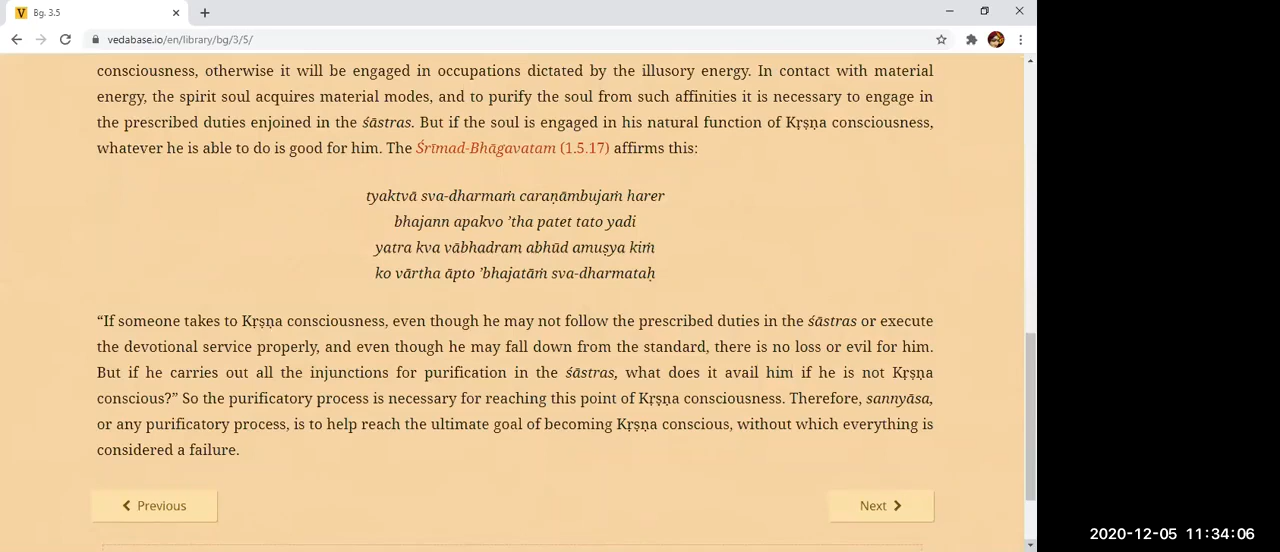 Bg. 3.5
vedabase.io/en/library/bg/3/5/
consciousness, otherwise it will be engaged in occupations dictated by the illusory energy. In contact with material
energy, the spirit soul acquires material modes, and to purify the soul from such affinities it is necessary to engage in
the prescribed duties enjoined in the śāstras. But if the soul is engaged in his natural function of Kṛṣṇa consciousness,
whatever he is able to do is good for him. The Śrīmad-Bhāgavatam (1.5.17) affirms this:
tyaktvā sva-dharmaṁ caraṇāmbujaṁ harer
bhajann apakvo ’tha patet tato yadi
yatra kva vābhadram abhūd amuṣya kiṁ
ko vārtha āpto ’bhajatāṁ sva-dharmataḥ
“If someone takes to Kṛṣṇa consciousness, even though he may not follow the prescribed duties in the śāstras or execute
the devotional service properly, and even though he may fall down from the standard, there is no loss or evil for him.
But if he carries out all the injunctions for purification in the śāstras, what does it avail him if he is not Kṛṣṇa
conscious?” So the purificatory process is necessary for reaching this point of Kṛṣṇa consciousness. Therefore, sannyāsa,
or any purificatory process, is to help reach the ultimate goal of becoming Kṛṣṇa conscious, without which everything is
considered a failure.
Previous
Next
2020-12-05 11:34:06